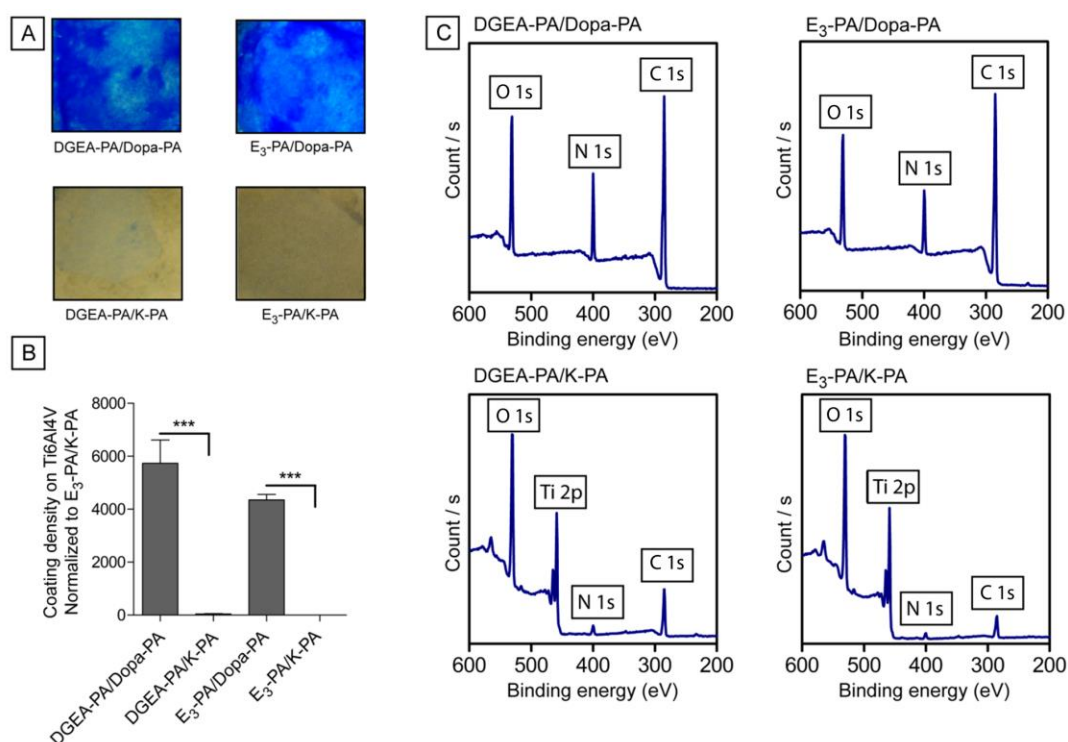 A
DGEA-PA/Dopa-PA
E₃-PA/Dopa-PA
DGEA-PA/K-PA
E₃-PA/K-PA
B
Coating density on Ti6Al4V
Normalized to E₃-PA/K-PA
8000
6000
4000
2000
0
***
***
DGEA-PA/Dopa-PA
DGEA-PA/K-PA
E₃-PA/Dopa-PA
E₃-PA/K-PA
C
DGEA-PA/Dopa-PA
Count / s
O 1s
N 1s
C 1s
600 500 400 300 200
Binding energy (eV)
E₃-PA/Dopa-PA
Count / s
O 1s
N 1s
C 1s
600 500 400 300 200
Binding energy (eV)
DGEA-PA/K-PA
Count / s
O 1s
Ti 2p
N 1s
C 1s
600 500 400 300 200
Binding energy (eV)
E₃-PA/K-PA
Count / s
O 1s
Ti 2p
N 1s
C 1s
600 500 400 300 200
Binding energy (eV)